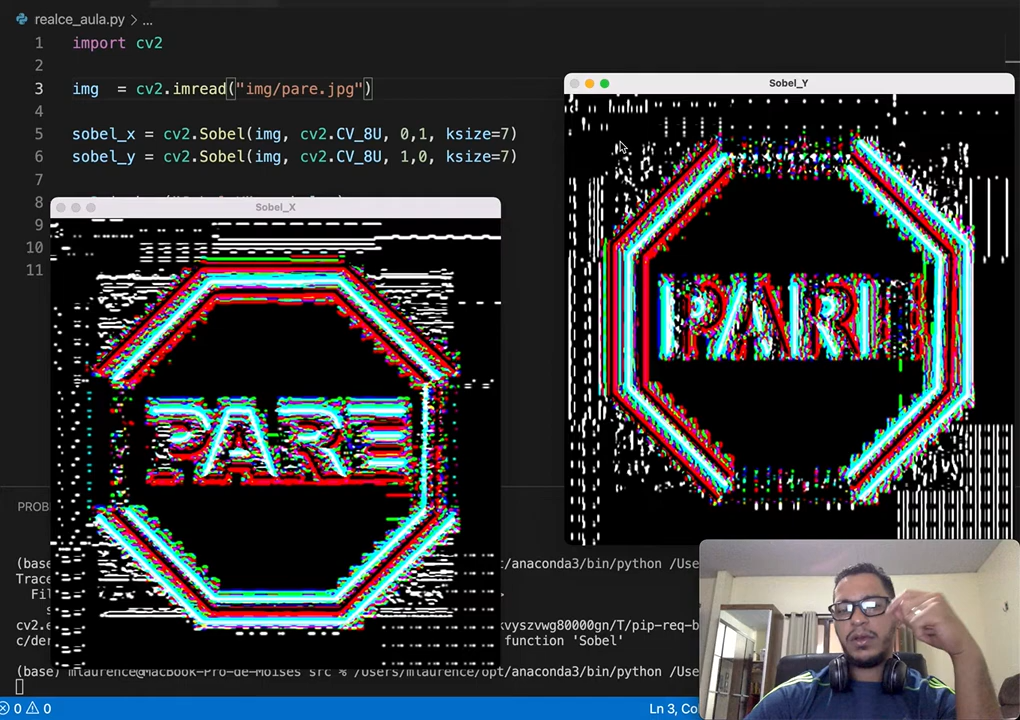 realce_aula.py > ...
1 import cv2
2
3 img = cv2.imread("img/pare.jpg")
4
5 sobel_x = cv2.Sobel(img, cv2.CV_8U, 0,1, ksize=7)
6 sobel_y = cv2.Sobel(img, cv2.CV_8U, 1,0, ksize=7)
7
8
9
10
11
Sobel_X
PARE
Sobel_Y
PARE
PROB
(bas
t/anaconda3/bin/python /Use
Trace
Fil
s
cv2.e
kvyszvwg80000gn/T/pip-req-b
c/der
function 'Sobel'
(base) mlaurence@MacBook-Pro-de-Moises src % /Users/mlaurence/opt/anaconda3/bin/python /Use
0 0
Ln 3, Co